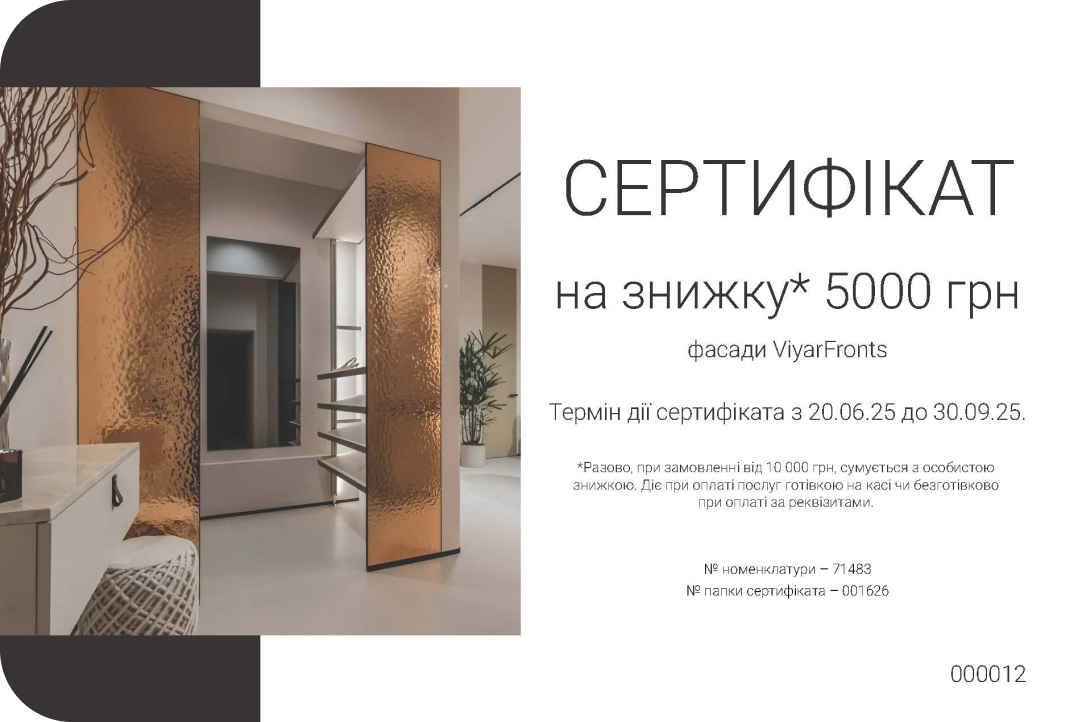 СЕРТИФІКАТ
на знижку* 5000 грн
фасади ViyarFronts
Термін дії сертифіката з 20.06.25 до 30.09.25.
*Разово, при замовленні від 10 000 грн, сумується з особистою
знижкою. Діє при оплаті послуг готівкою на касі чи безготівково
при оплаті за реквізитами.
№ номенклатури – 71483
№ папки сертифіката – 001626
000012